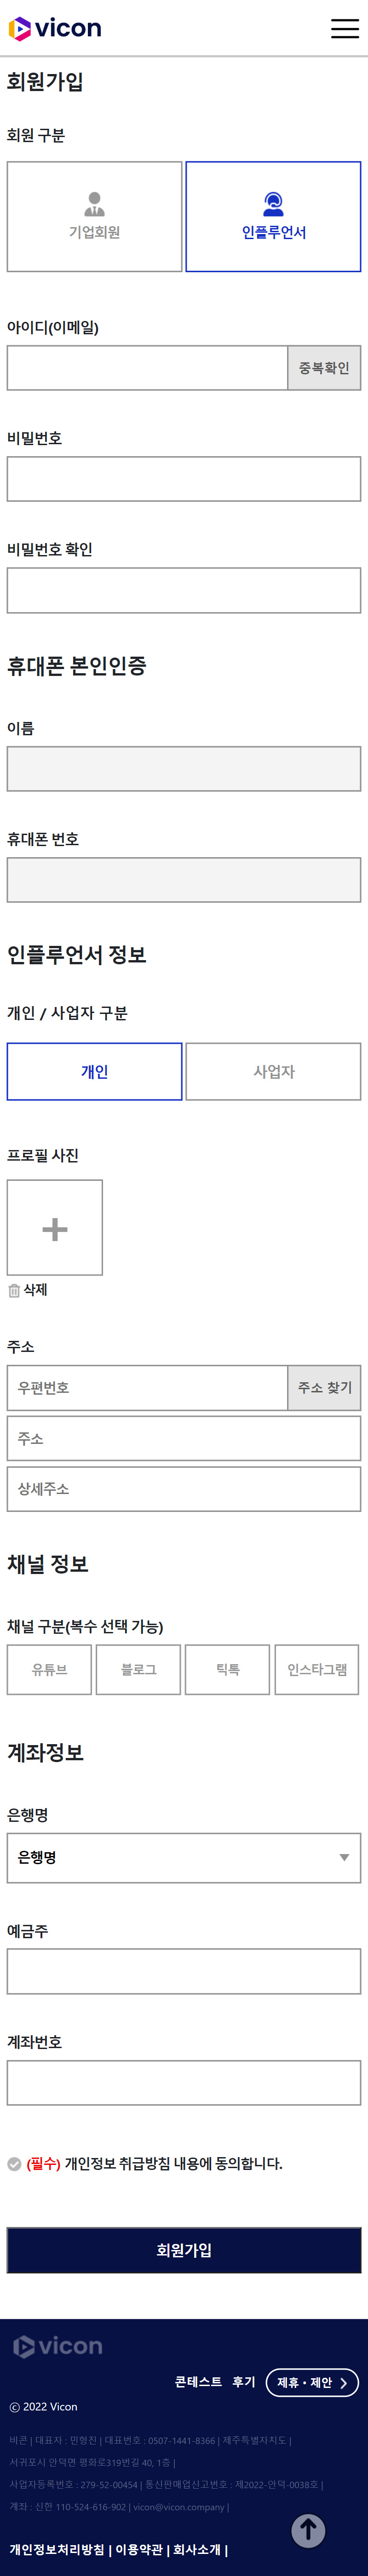 vicon
회원가입
회원 구분
기업회원 인플루언서
아이디(이메일)
중복확인
비밀번호
비밀번호 확인
휴대폰 본인인증
이름
휴대폰 번호
인플루언서 정보
개인 / 사업자 구분
개인 사업자
프로필 사진
삭제
주소
우편번호 주소 찾기
주소
상세주소
채널 정보
채널 구분(복수 선택 가능)
유튜브 블로그 틱톡 인스타그램
계좌정보
은행명
은행명
예금주
계좌번호
(필수) 개인정보 취급방침 내용에 동의합니다.
회원가입
vicon
콘테스트 후기 제휴 • 제안
ⓒ 2022 Vicon
비콘 | 대표자 : 민형진 | 대표번호 : 0507-1441-8366 | 제주특별자치도 |
서귀포시 안덕면 평화로319번길 40, 1층 |
사업자등록번호 : 279-52-00454 | 통신판매업신고번호 : 제2022-안덕-0038호 |
계좌 : 신한 110-524-616-902 | vicon@vicon.company |
개인정보처리방침 | 이용약관 | 회사소개 |